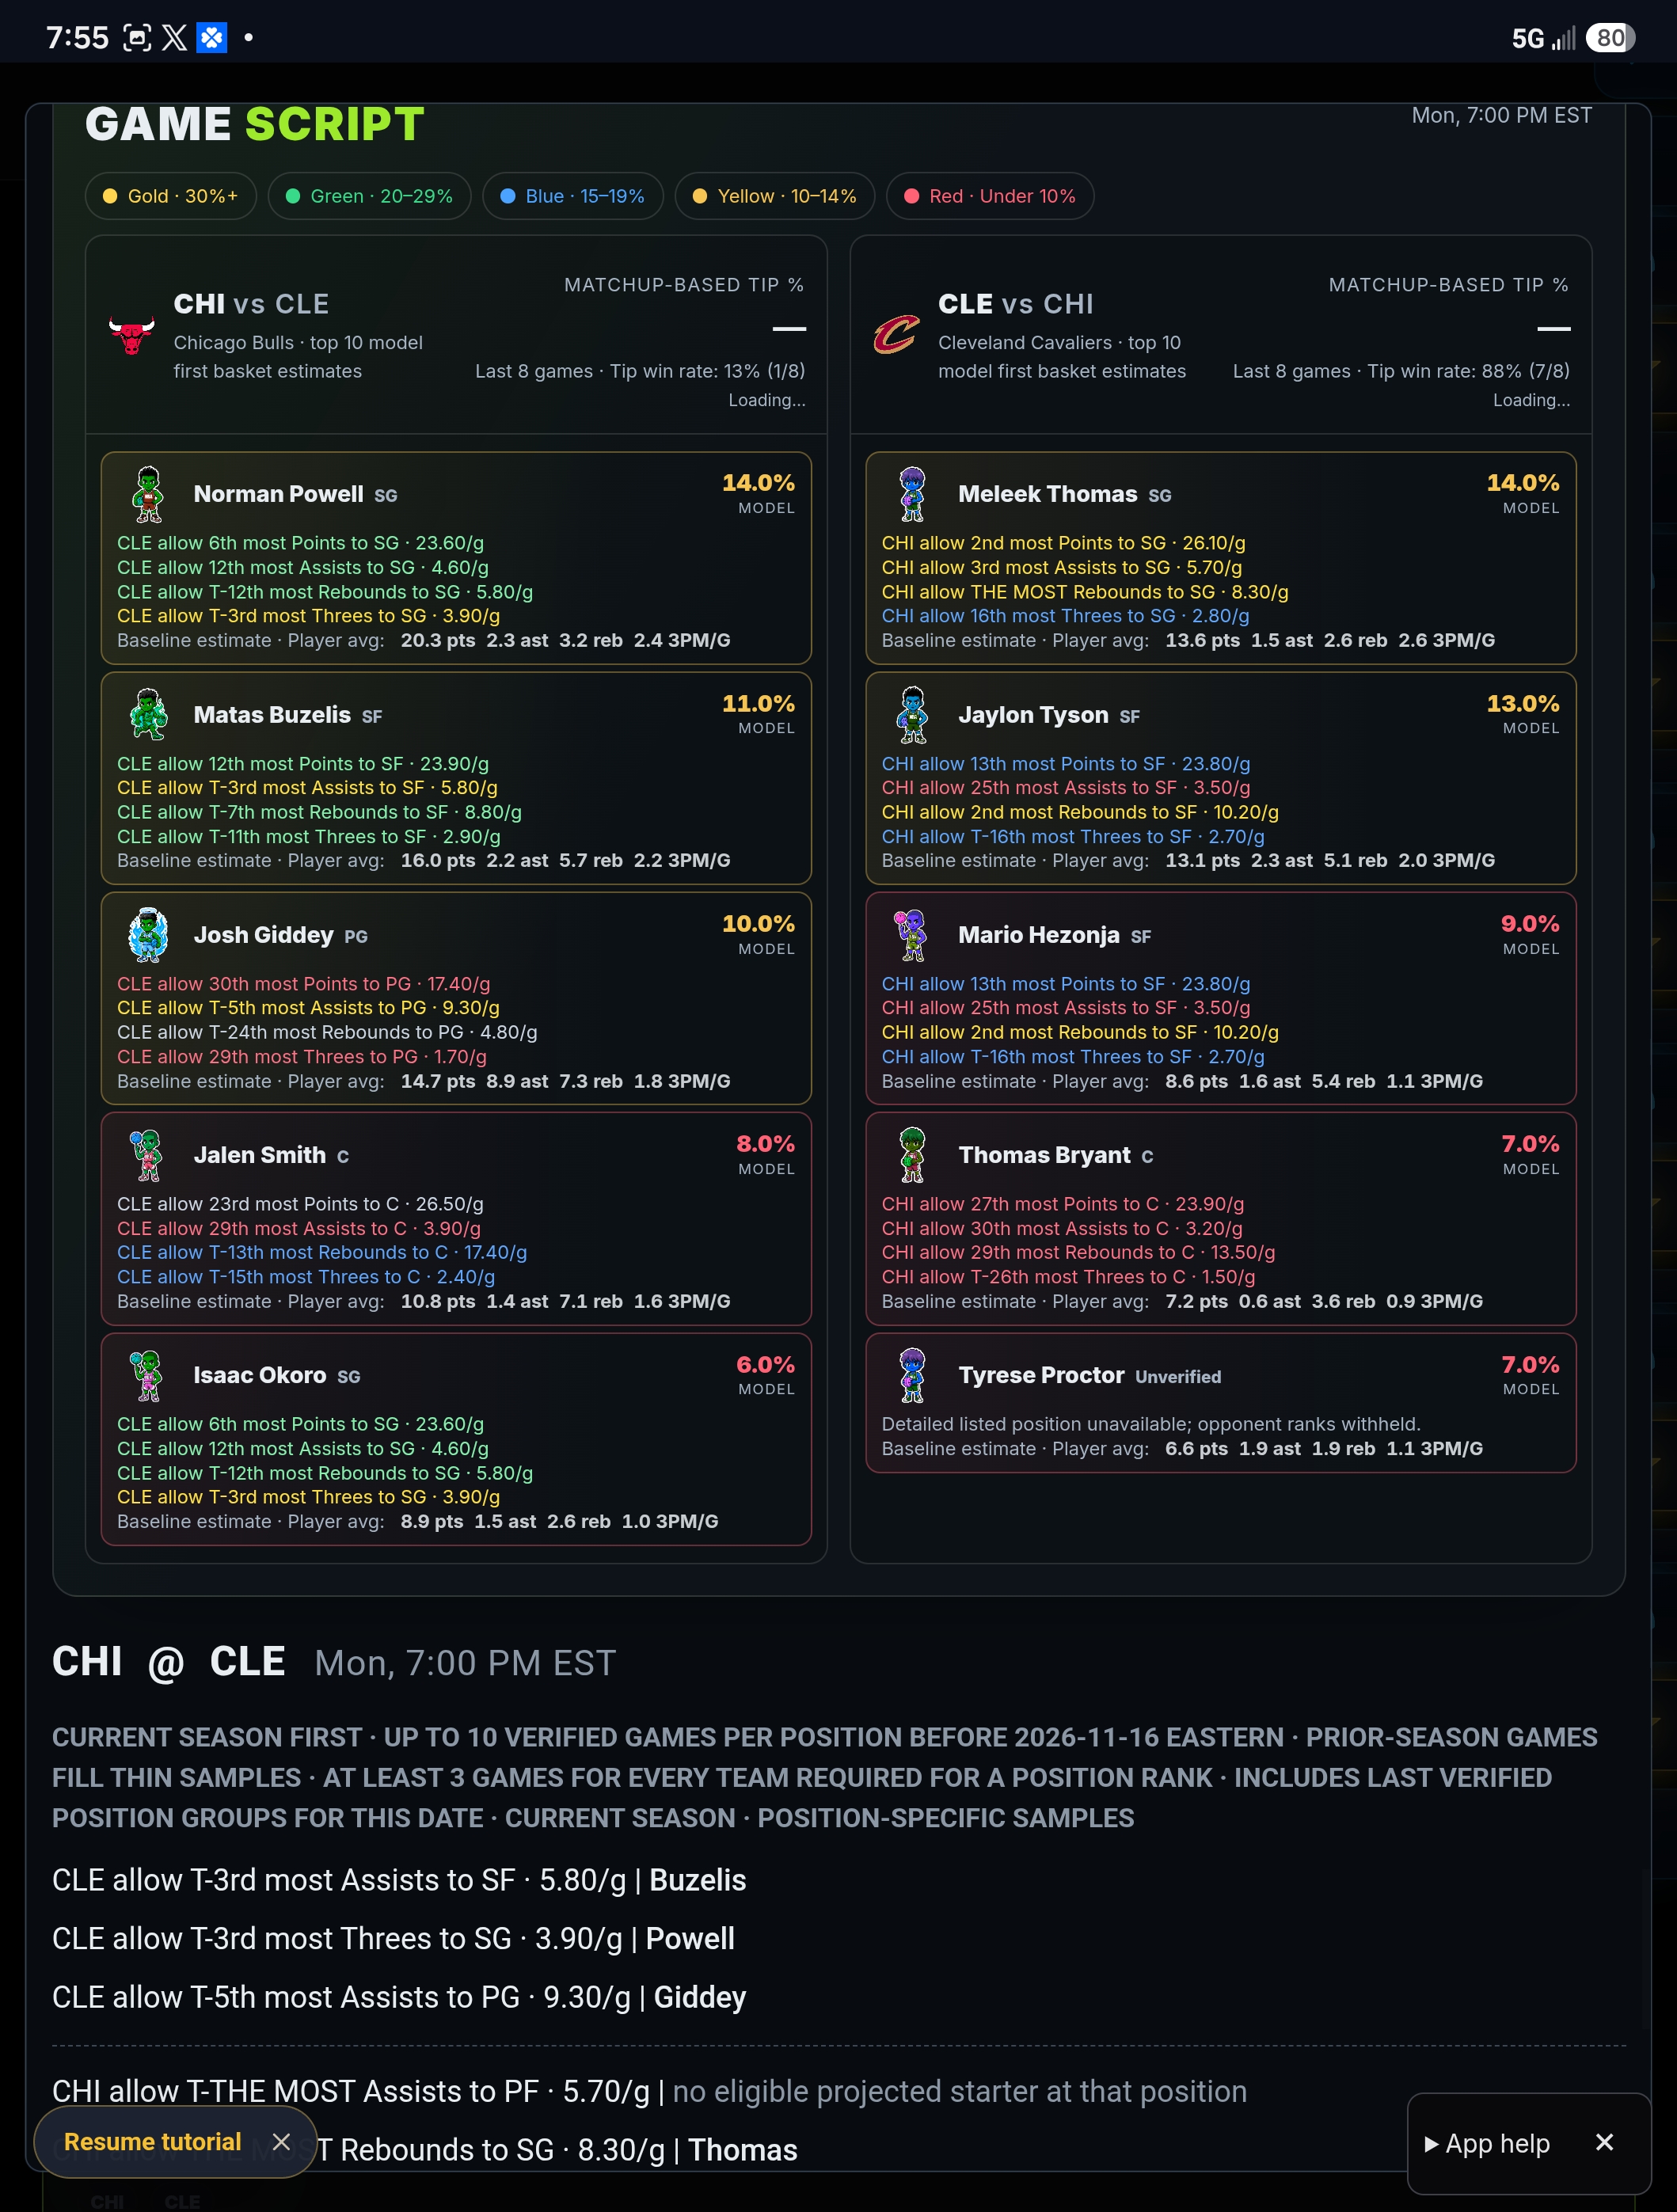 7:55
5G
80
GAME SCRIPT
Mon, 7:00 PM EST
Gold · 30%+
Green · 20–29%
Blue · 15–19%
Yellow · 10–14%
Red · Under 10%
CHI vs CLE
Chicago Bulls · top 10 model
first basket estimates
MATCHUP-BASED TIP %
—
Last 8 games · Tip win rate: 13% (1/8)
Loading...
Norman Powell SG
14.0%
MODEL
CLE allow 6th most Points to SG · 23.60/g
CLE allow 12th most Assists to SG · 4.60/g
CLE allow T-12th most Rebounds to SG · 5.80/g
CLE allow T-3rd most Threes to SG · 3.90/g
Baseline estimate · Player avg: 20.3 pts 2.3 ast 3.2 reb 2.4 3PM/G
Matas Buzelis SF
11.0%
MODEL
CLE allow 12th most Points to SF · 23.90/g
CLE allow T-3rd most Assists to SF · 5.80/g
CLE allow T-7th most Rebounds to SF · 8.80/g
CLE allow T-11th most Threes to SF · 2.90/g
Baseline estimate · Player avg: 16.0 pts 2.2 ast 5.7 reb 2.2 3PM/G
Josh Giddey PG
10.0%
MODEL
CLE allow 30th most Points to PG · 17.40/g
CLE allow T-5th most Assists to PG · 9.30/g
CLE allow T-24th most Rebounds to PG · 4.80/g
CLE allow 29th most Threes to PG · 1.70/g
Baseline estimate · Player avg: 14.7 pts 8.9 ast 7.3 reb 1.8 3PM/G
Jalen Smith C
8.0%
MODEL
CLE allow 23rd most Points to C · 26.50/g
CLE allow 29th most Assists to C · 3.90/g
CLE allow T-13th most Rebounds to C · 17.40/g
CLE allow T-15th most Threes to C · 2.40/g
Baseline estimate · Player avg: 10.8 pts 1.4 ast 7.1 reb 1.6 3PM/G
Isaac Okoro SG
6.0%
MODEL
CLE allow 6th most Points to SG · 23.60/g
CLE allow 12th most Assists to SG · 4.60/g
CLE allow T-12th most Rebounds to SG · 5.80/g
CLE allow T-3rd most Threes to SG · 3.90/g
Baseline estimate · Player avg: 8.9 pts 1.5 ast 2.6 reb 1.0 3PM/G
CLE vs CHI
Cleveland Cavaliers · top 10
model first basket estimates
MATCHUP-BASED TIP %
—
Last 8 games · Tip win rate: 88% (7/8)
Loading...
Meleek Thomas SG
14.0%
MODEL
CHI allow 2nd most Points to SG · 26.10/g
CHI allow 3rd most Assists to SG · 5.70/g
CHI allow THE MOST Rebounds to SG · 8.30/g
CHI allow 16th most Threes to SG · 2.80/g
Baseline estimate · Player avg: 13.6 pts 1.5 ast 2.6 reb 2.6 3PM/G
Jaylon Tyson SF
13.0%
MODEL
CHI allow 13th most Points to SF · 23.80/g
CHI allow 25th most Assists to SF · 3.50/g
CHI allow 2nd most Rebounds to SF · 10.20/g
CHI allow T-16th most Threes to SF · 2.70/g
Baseline estimate · Player avg: 13.1 pts 2.3 ast 5.1 reb 2.0 3PM/G
Mario Hezonja SF
9.0%
MODEL
CHI allow 13th most Points to SF · 23.80/g
CHI allow 25th most Assists to SF · 3.50/g
CHI allow 2nd most Rebounds to SF · 10.20/g
CHI allow T-16th most Threes to SF · 2.70/g
Baseline estimate · Player avg: 8.6 pts 1.6 ast 5.4 reb 1.1 3PM/G
Thomas Bryant C
7.0%
MODEL
CHI allow 27th most Points to C · 23.90/g
CHI allow 30th most Assists to C · 3.20/g
CHI allow 29th most Rebounds to C · 13.50/g
CHI allow T-26th most Threes to C · 1.50/g
Baseline estimate · Player avg: 7.2 pts 0.6 ast 3.6 reb 0.9 3PM/G
Tyrese Proctor Unverified
7.0%
MODEL
Detailed listed position unavailable; opponent ranks withheld.
Baseline estimate · Player avg: 6.6 pts 1.9 ast 1.9 reb 1.1 3PM/G
CHI @ CLE Mon, 7:00 PM EST
CURRENT SEASON FIRST · UP TO 10 VERIFIED GAMES PER POSITION BEFORE 2026-11-16 EASTERN · PRIOR-SEASON GAMES
FILL THIN SAMPLES · AT LEAST 3 GAMES FOR EVERY TEAM REQUIRED FOR A POSITION RANK · INCLUDES LAST VERIFIED
POSITION GROUPS FOR THIS DATE · CURRENT SEASON · POSITION-SPECIFIC SAMPLES
CLE allow T-3rd most Assists to SF · 5.80/g | Buzelis
CLE allow T-3rd most Threes to SG · 3.90/g | Powell
CLE allow T-5th most Assists to PG · 9.30/g | Giddey
CHI allow T-THE MOST Assists to PF · 5.70/g | no eligible projected starter at that position
CHI allow THE MOST Rebounds to SG · 8.30/g | Thomas
Resume tutorial ×
App help ×
CHI CLE